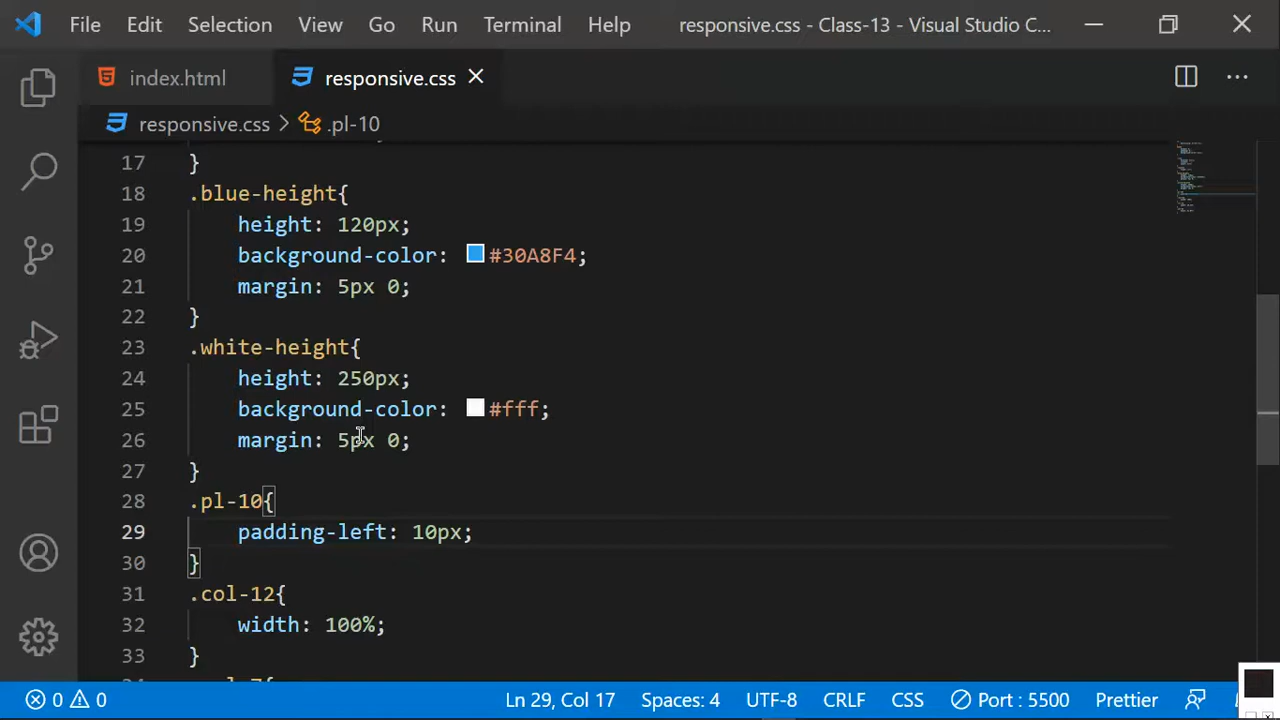 File Edit Selection View Go Run Terminal Help responsive.css - Class-13 - Visual Studio C...
index.html responsive.css
responsive.css > .pl-10
17 }
18 .blue-height{
19 height: 120px;
20 background-color: #30A8F4;
21 margin: 5px 0;
22 }
23 .white-height{
24 height: 250px;
25 background-color: #fff;
26 margin: 5px 0;
27 }
28 .pl-10{
29 padding-left: 10px;
30 }
31 .col-12{
32 width: 100%;
33 }
0 0 Ln 29, Col 17 Spaces: 4 UTF-8 CRLF CSS Port : 5500 Prettier